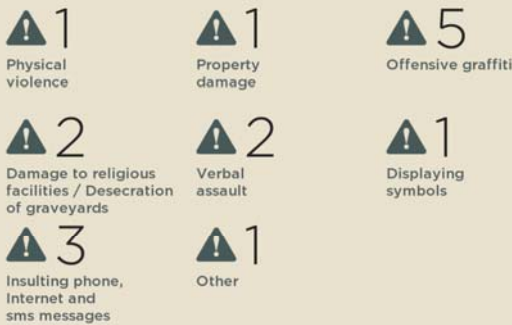 1
Physical
violence
1
Property
damage
5
Offensive graffiti
2
Damage to religious
facilities / Desecration
of graveyards
2
Verbal
assault
1
Displaying
symbols
3
Insulting phone,
Internet and
sms messages
1
Other